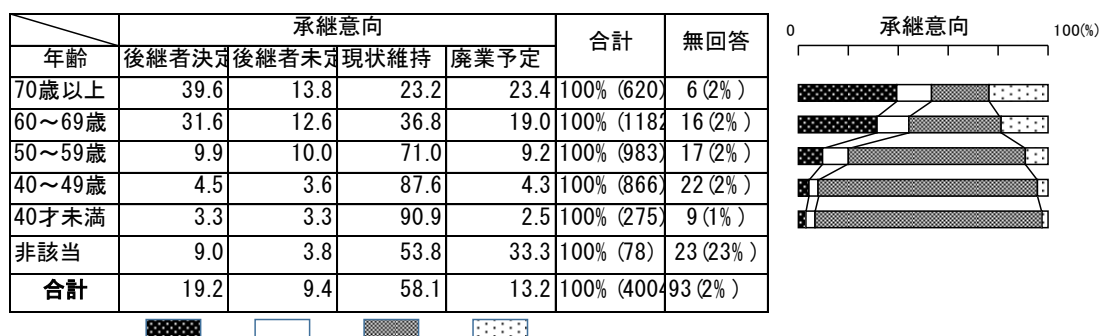 承継意向 合計 無回答 0 承継意向 100(%)
年齢 後継者決定 後継者未定 現状維持 廃業予定
70歳以上 39.6 13.8 23.2 23.4 100% (620) 6(2%)
60～69歳 31.6 12.6 36.8 19.0 100% (1182 16(2%)
50～59歳 9.9 10.0 71.0 9.2 100% (983) 17(2%)
40～49歳 4.5 3.6 87.6 4.3 100% (866) 22(2%)
40才未満 3.3 3.3 90.9 2.5 100% (275) 9(1%)
非該当 9.0 3.8 53.8 33.3 100% (78) 23(23%)
合計 19.2 9.4 58.1 13.2 100% (4004 93(2%)